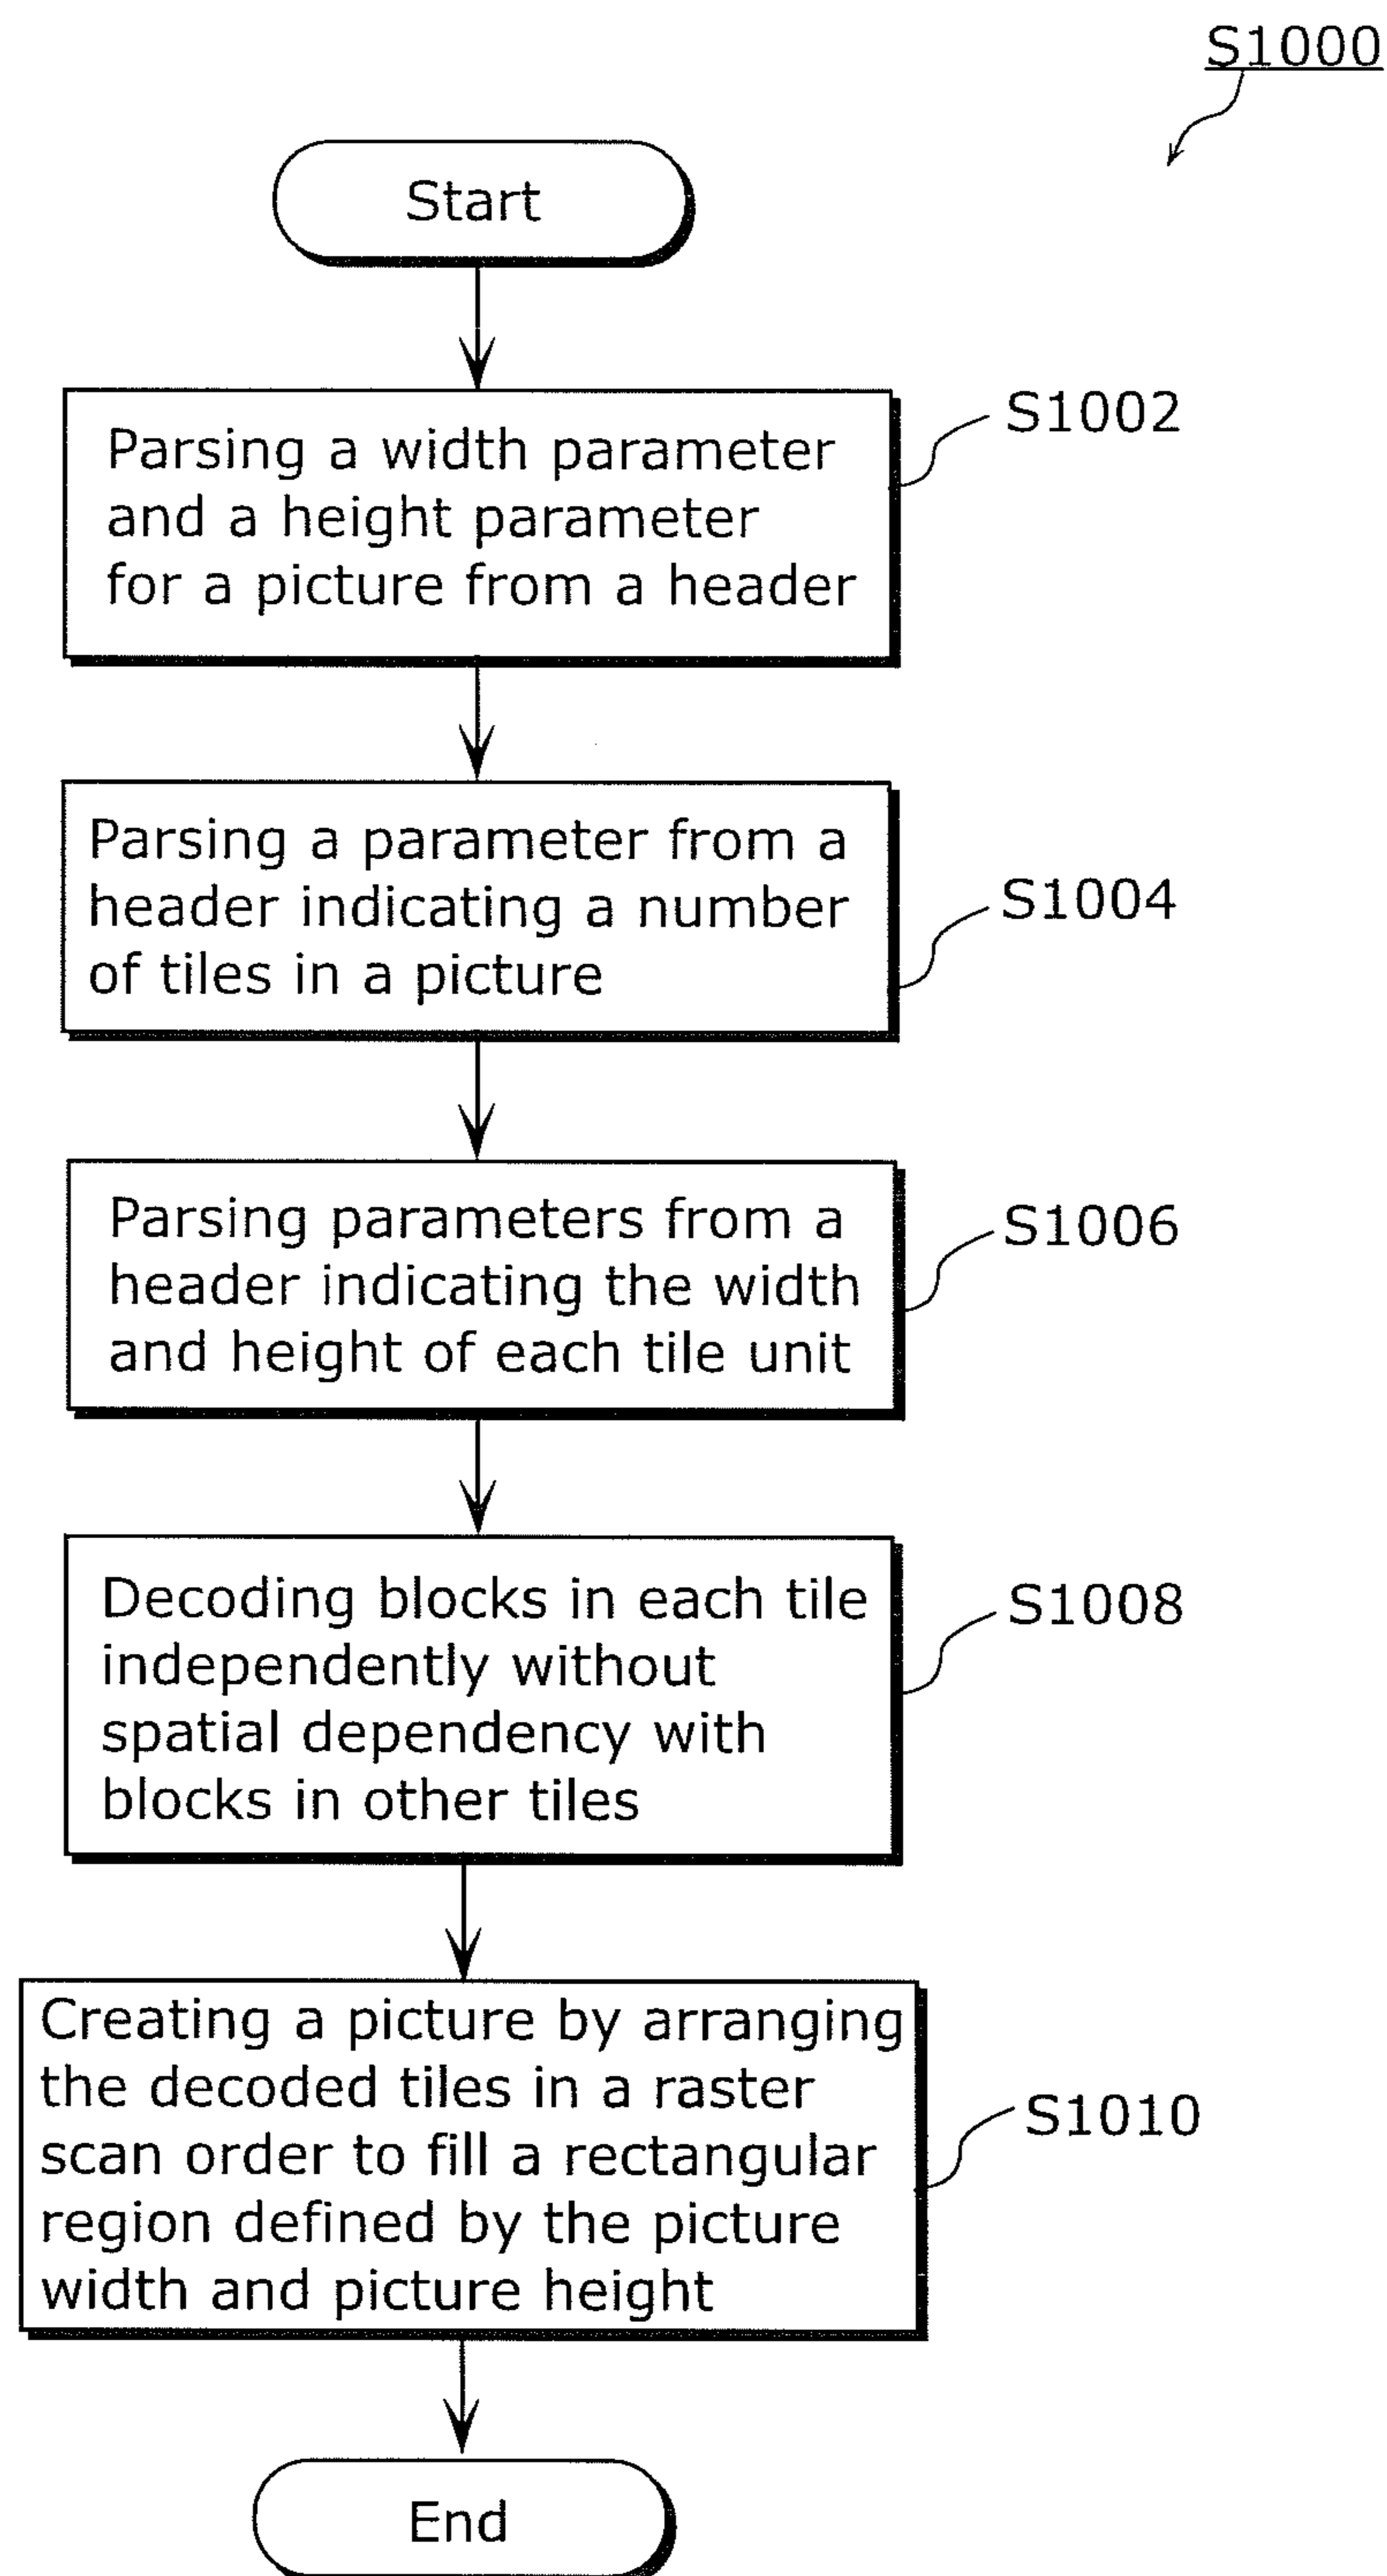 S1000
Start
Parsing a width parameter
and a height parameter
for a picture from a header
S1002
Parsing a parameter from a
header indicating a number
of tiles in a picture
S1004
Parsing parameters from a
header indicating the width
and height of each tile unit
S1006
Decoding blocks in each tile
independently without
spatial dependency with
blocks in other tiles
S1008
Creating a picture by arranging
the decoded tiles in a raster
scan order to fill a rectangular
region defined by the picture
width and picture height
S1010
End